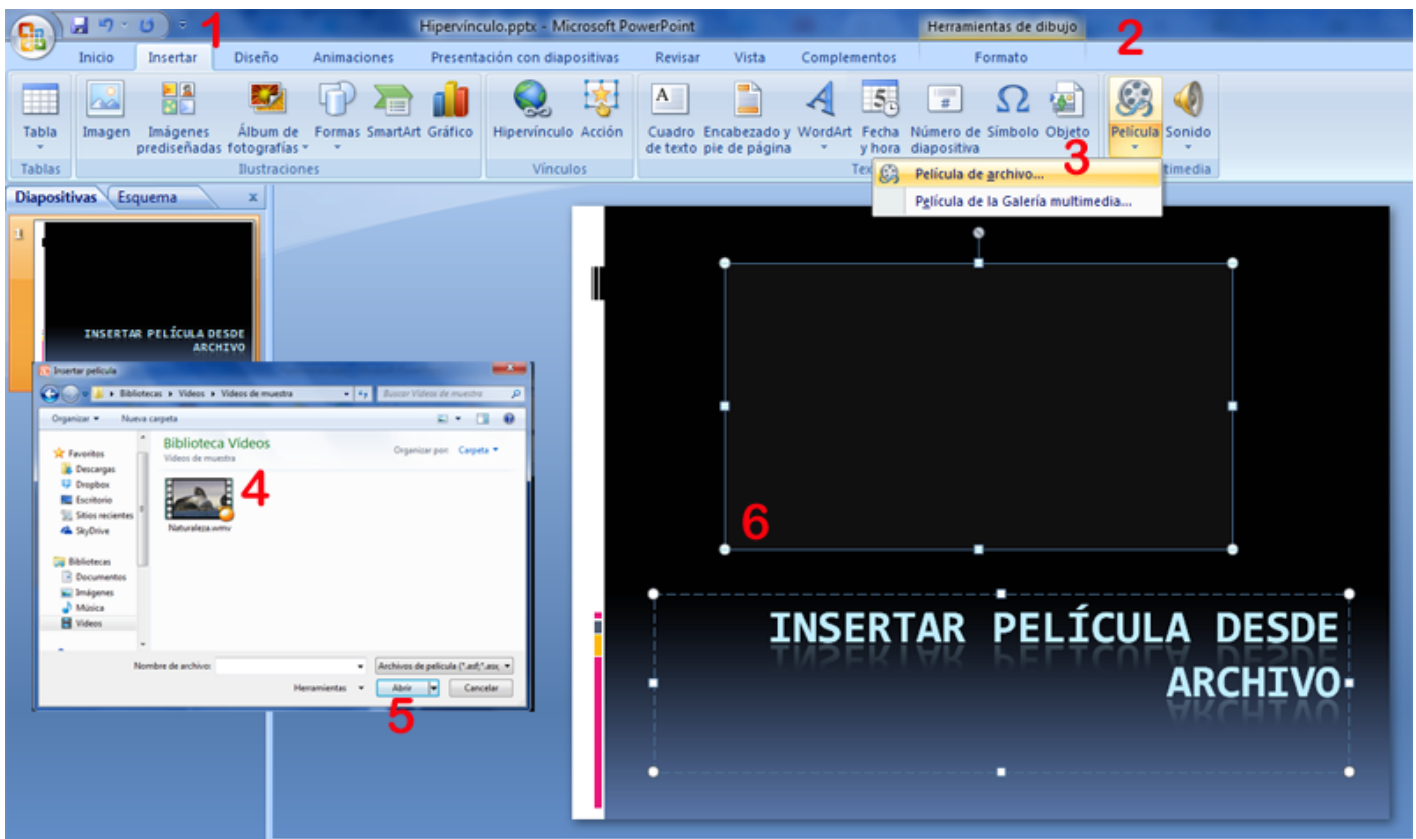 1
Hipervínculo.pptx - Microsoft PowerPoint
Herramientas de dibujo
2
Inicio Insertar Diseño Animaciones Presentación con diapositivas Revisar Vista Complementos Formato
Tabla Imagen Imágenes prediseñadas Álbum de fotografías Formas SmartArt Gráfico Hipervínculo Acción Cuadro de texto Encabezado y pie de página WordArt Fecha y hora Número de diapositiva Símbolo Objeto Película Sonido
3
Tablas Ilustraciones Vínculos
Película de archivo...
Película de la Galería multimedia...
Diapositivas Esquema x
1
INSERTAR PELÍCULA DESDE
ARCHIVO
Insertar película
Bibliotecas Vídeos Vídeos de muestra Buscar Vídeos de muestra
Organizar Nueva carpeta
Biblioteca Vídeos
Vídeos de muestra
Organizar por: Carpeta
Favoritos
Descargas
Dropbox
Escritorio
Sitios recientes
SkyDrive
Bibliotecas
Documentos
Imágenes
Música
Vídeos
4
Naturaleza.wmv
Nombre de archivo: Archivos de película (*.asf;*.asx;
Herramientas Abrir Cancelar
5
6
INSERTAR PELÍCULA DESDE
ARCHIVO